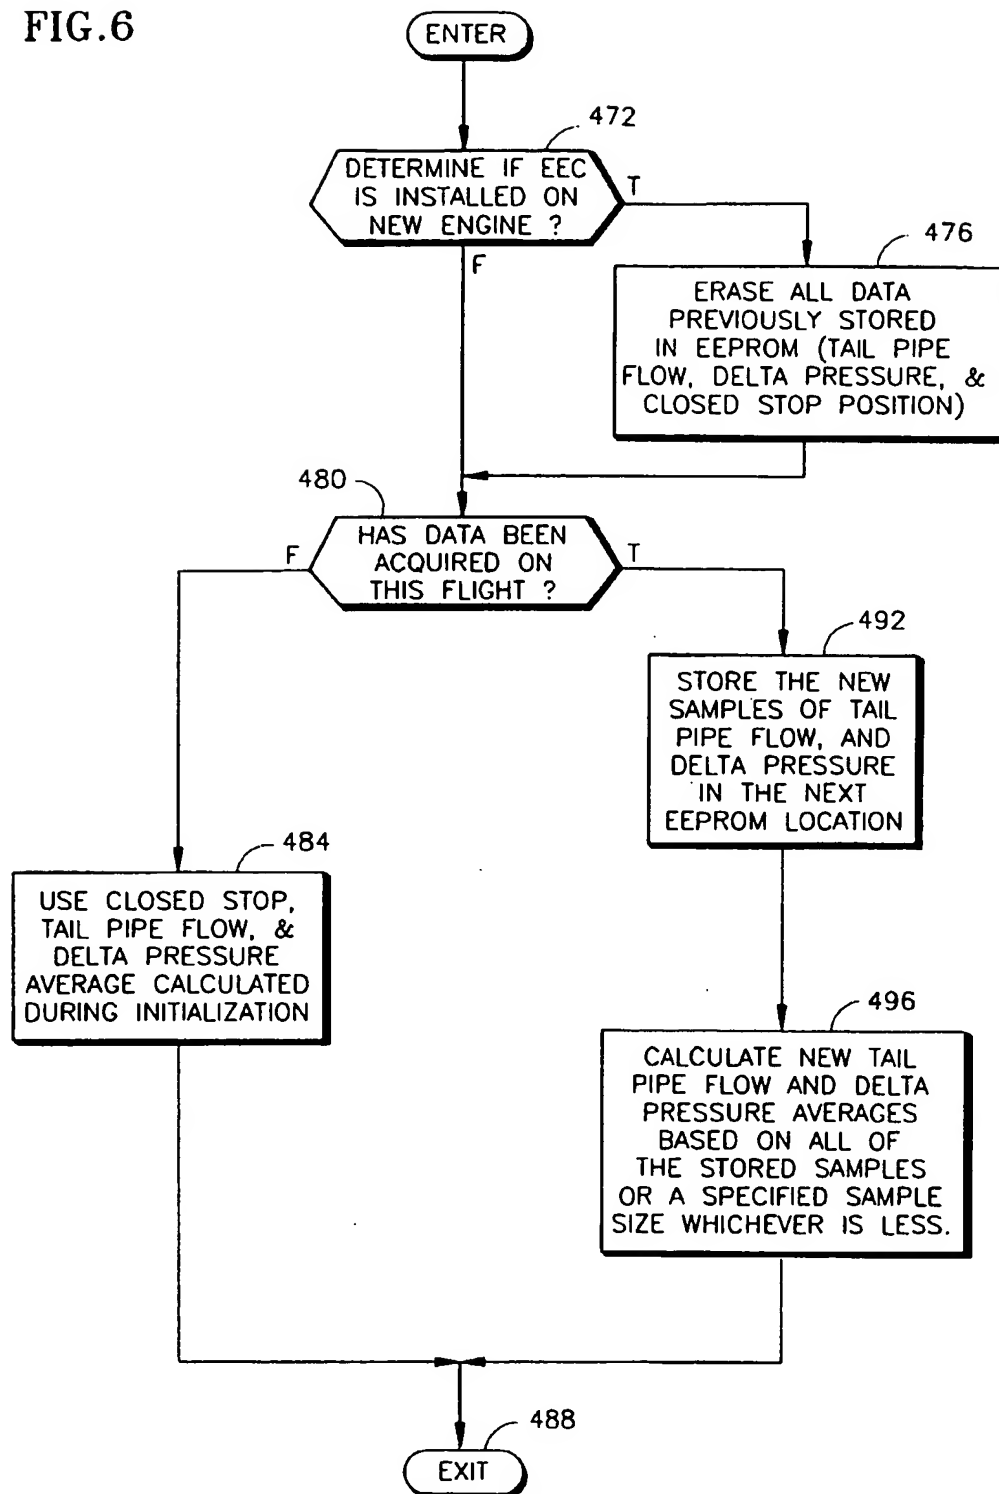 FIG.6
ENTER
472
DETERMINE IF EEC
IS INSTALLED ON
NEW ENGINE ?
T
F
476
ERASE ALL DATA
PREVIOUSLY STORED
IN EEPROM (TAIL PIPE
FLOW, DELTA PRESSURE, &
CLOSED STOP POSITION)
480
HAS DATA BEEN
ACQUIRED ON
THIS FLIGHT ?
F
T
492
STORE THE NEW
SAMPLES OF TAIL
PIPE FLOW, AND
DELTA PRESSURE
IN THE NEXT
EEPROM LOCATION
484
USE CLOSED STOP,
TAIL PIPE FLOW, &
DELTA PRESSURE
AVERAGE CALCULATED
DURING INITIALIZATION
496
CALCULATE NEW TAIL
PIPE FLOW AND DELTA
PRESSURE AVERAGES
BASED ON ALL OF
THE STORED SAMPLES
OR A SPECIFIED SAMPLE
SIZE WHICHEVER IS LESS.
488
EXIT